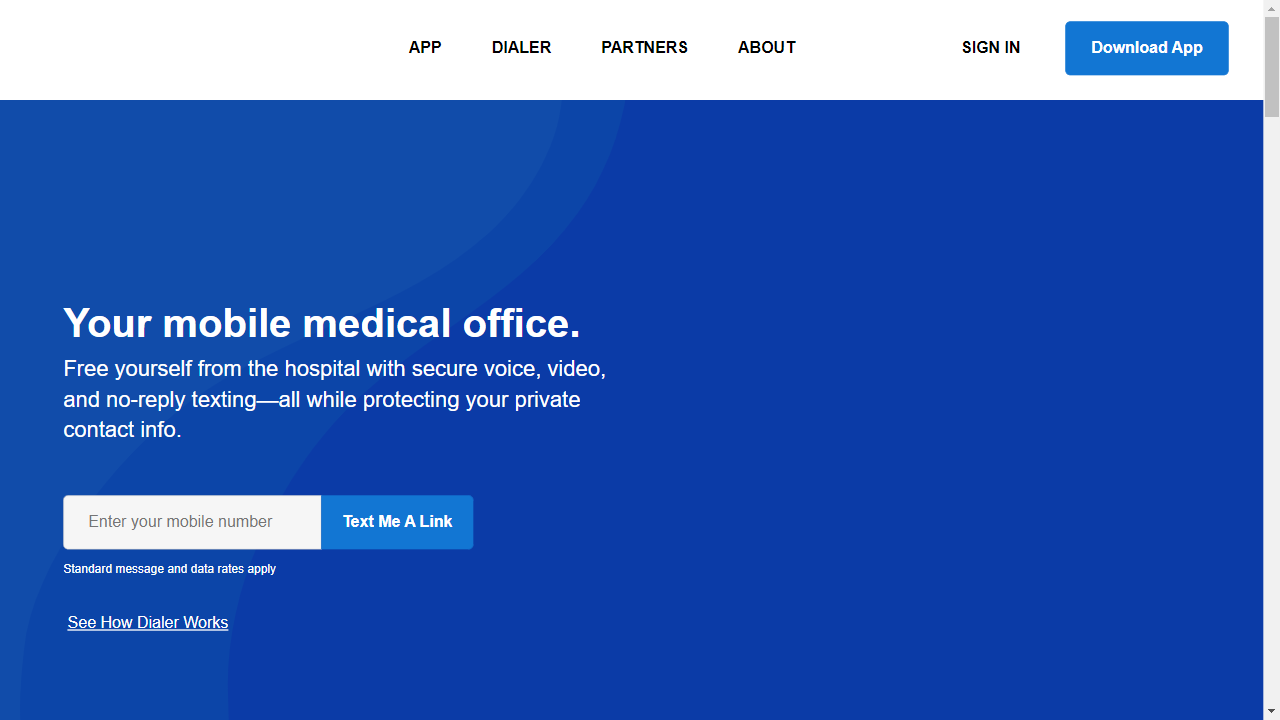 APP DIALER PARTNERS ABOUT SIGN IN Download App
Your mobile medical office.
Free yourself from the hospital with secure voice, video,
and no-reply texting—all while protecting your private
contact info.
Enter your mobile number Text Me A Link
Standard message and data rates apply
See How Dialer Works